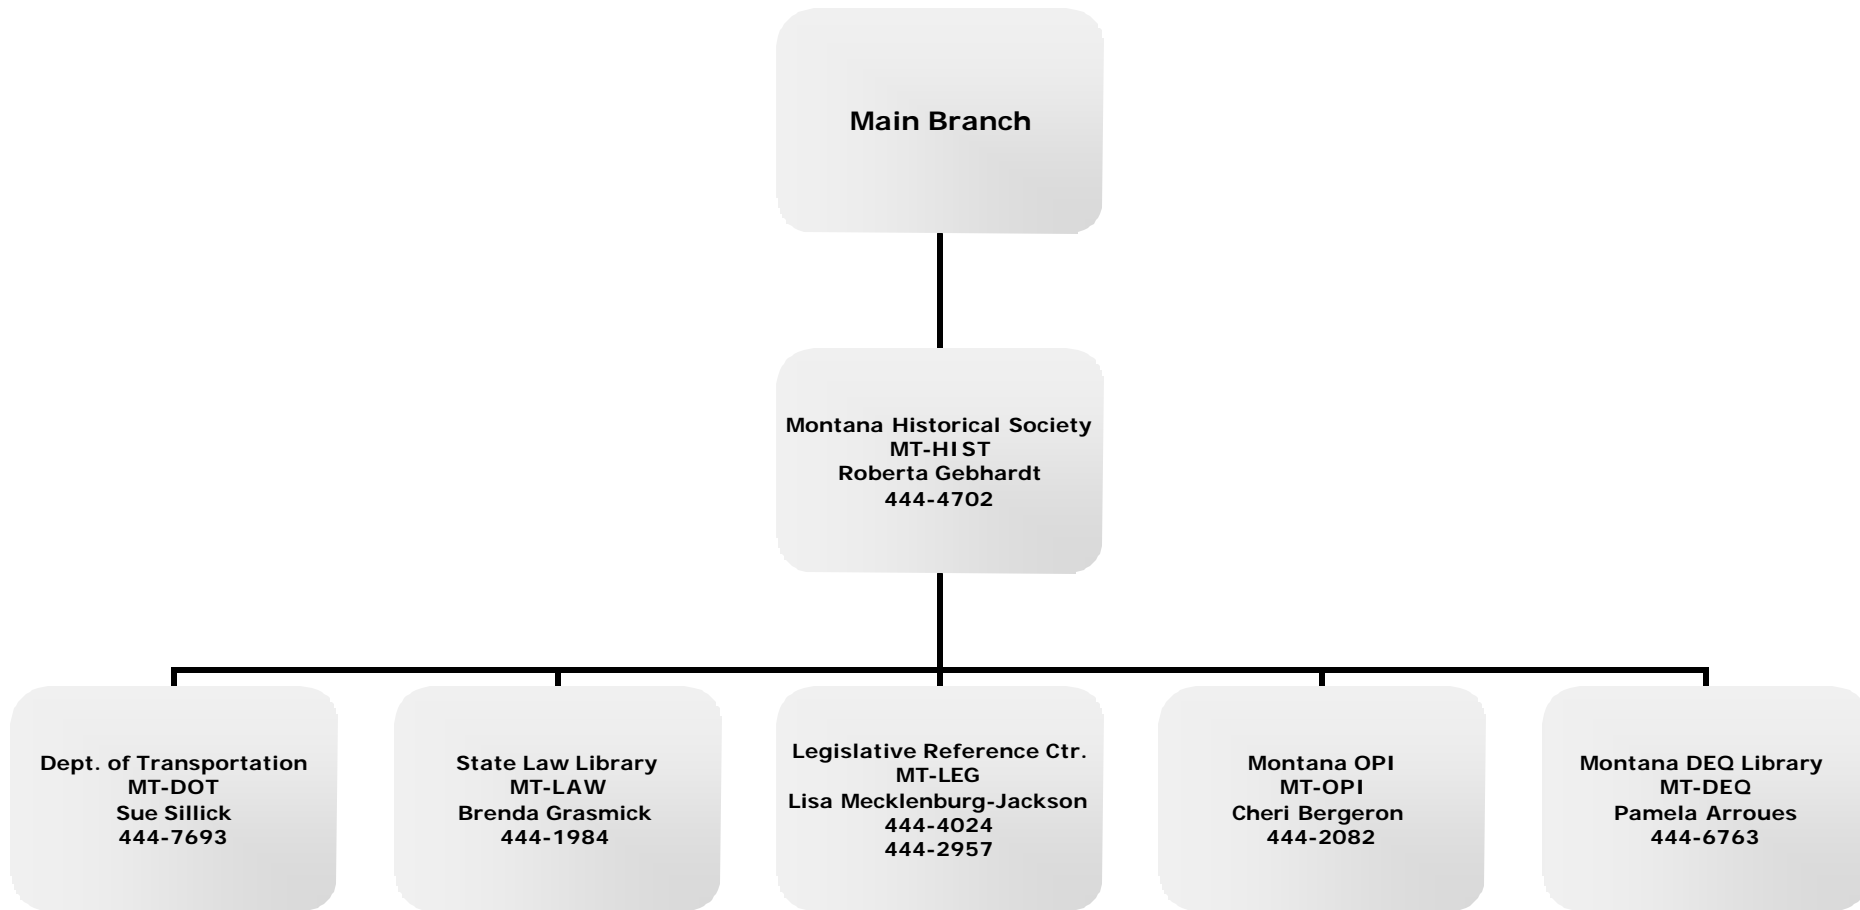 Main Branch
Montana Historical Society
MT-HIST
Roberta Gebhardt
444-4702
Dept. of Transportation
MT-DOT
Sue Sillick
444-7693
State Law Library
MT-LAW
Brenda Grasmick
444-1984
Legislative Reference Ctr.
MT-LEG
Lisa Mecklenburg-Jackson
444-4024
444-2957
Montana OPI
MT-OPI
Cheri Bergeron
444-2082
Montana DEQ Library
MT-DEQ
Pamela Arroues
444-6763